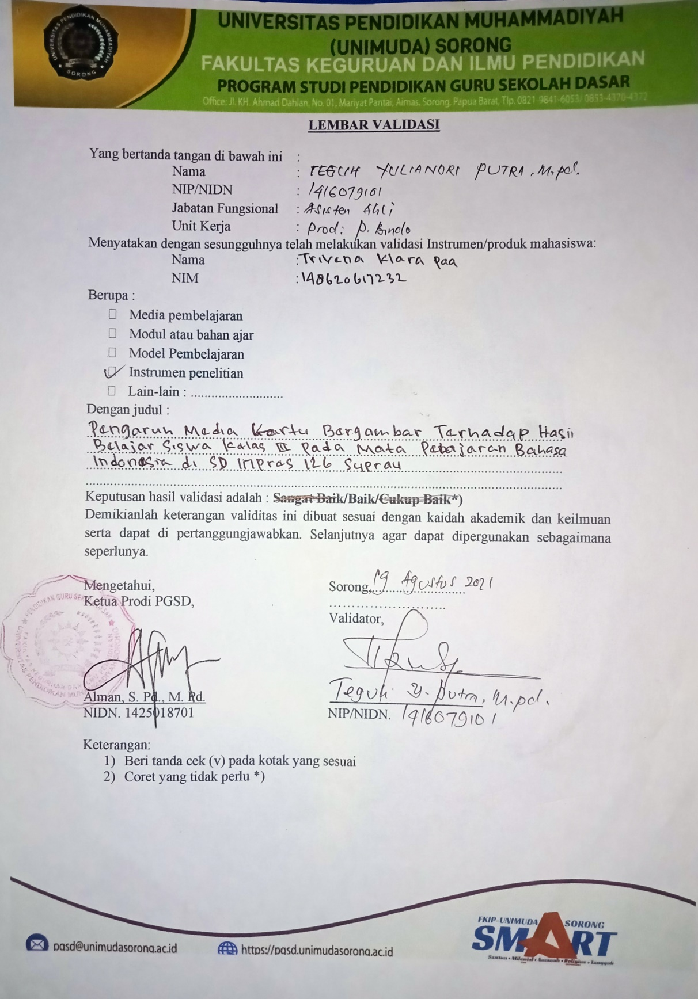 UNIVERSITAS PENDIDIKAN MUHAMMADIYAH
(UNIMUDA) SORONG
FAKULTAS KEGURUAN DAN ILMU PENDIDIKAN
PROGRAM STUDI PENDIDIKAN GURU SEKOLAH DASAR
Office: Jl. KH. Ahmad Dahlan, No. 01, Mariyat Pantai, Aimas, Sorong, Papua Barat, Tlp. 0821-9841-6053/ 0853-4370-4372
LEMBAR VALIDASI
Yang bertanda tangan di bawah ini :
Nama : TEGUH YULIANDRI PUTRA, M.pd.
NIP/NIDN : 1416079101
Jabatan Fungsional : Asisten Ahli
Unit Kerja : Prodi P. Bindo
Menyatakan dengan sesungguhnya telah melakukan validasi Instrumen/produk mahasiswa:
Nama : Trivena Klara paa
NIM : 148620617232
Berupa :
Media pembelajaran
Modul atau bahan ajar
Model Pembelajaran
Instrumen penelitian
Lain-lain : ...........................
Dengan judul :
Pengaruh Media Kartu Bergambar Terhadap Hasil
Belajar Siswa kelas III Pada Mata Pelajaran Bahasa
Indonesia di SD Inpres 126 Suprau
Keputusan hasil validasi adalah : Sangat Baik/Baik/Cukup Baik*)
Demikianlah keterangan validitas ini dibuat sesuai dengan kaidah akademik dan keilmuan
serta dapat di pertanggungjawabkan. Selanjutnya agar dapat dipergunakan sebagaimana
seperlunya.
Mengetahui,
Ketua Prodi PGSD,
Alman, S. Pd., M. Pd.
NIDN. 1425018701
Sorong, 19 Agustus 2021
Validator,
Teguh Y. Putra, M.pd.
NIP/NIDN. 1416079101
Keterangan:
1) Beri tanda cek (v) pada kotak yang sesuai
2) Coret yang tidak perlu *)
pgsd@unimudasorong.ac.id
https://pgsd.unimudasorong.ac.id
FKIP-UNIMUDA SORONG
SMART